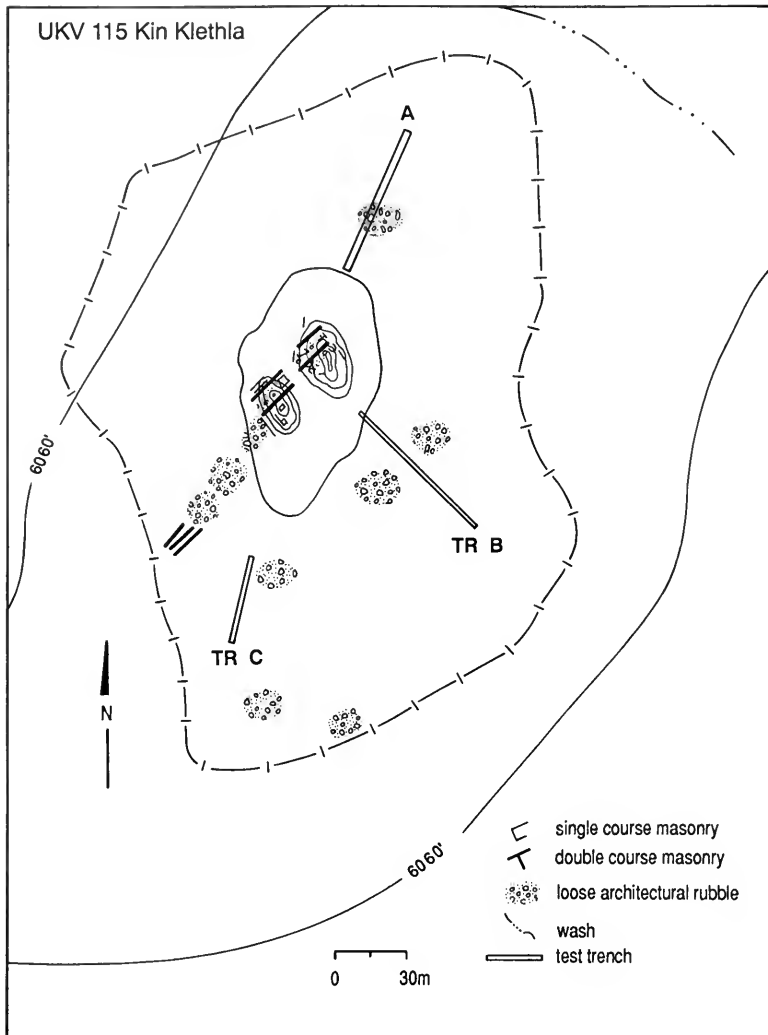 UKV 115 Kin Klethla
A
6060'
TR B
TR C
N
6060'
single course masonry
double course masonry
loose architectural rubble
wash
test trench
0 30m